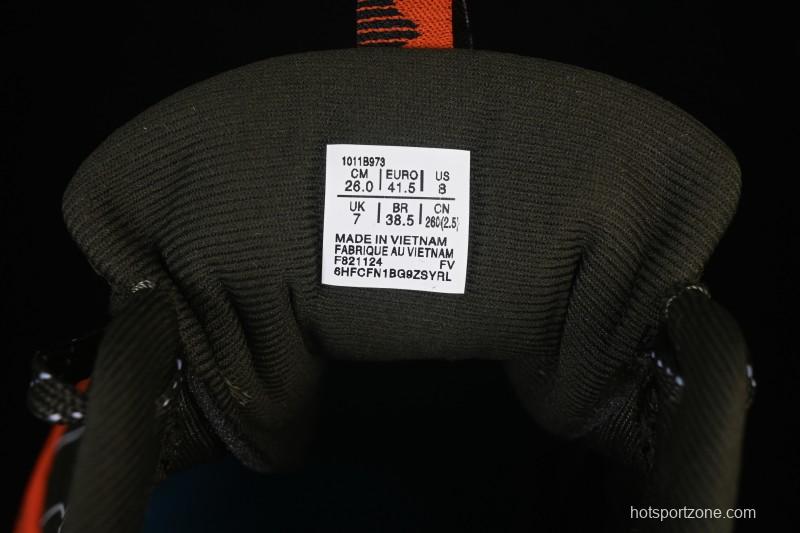 1011B973
CM | EURO | US
26.0 | 41.5 | 8
UK | BR | CN
7 | 38.5 | 260(2.5)
MADE IN VIETNAM
FABRIQUE AU VIETNAM
F821124 FV
6HFCFN1BG9ZSYRL
hotsportzone.com